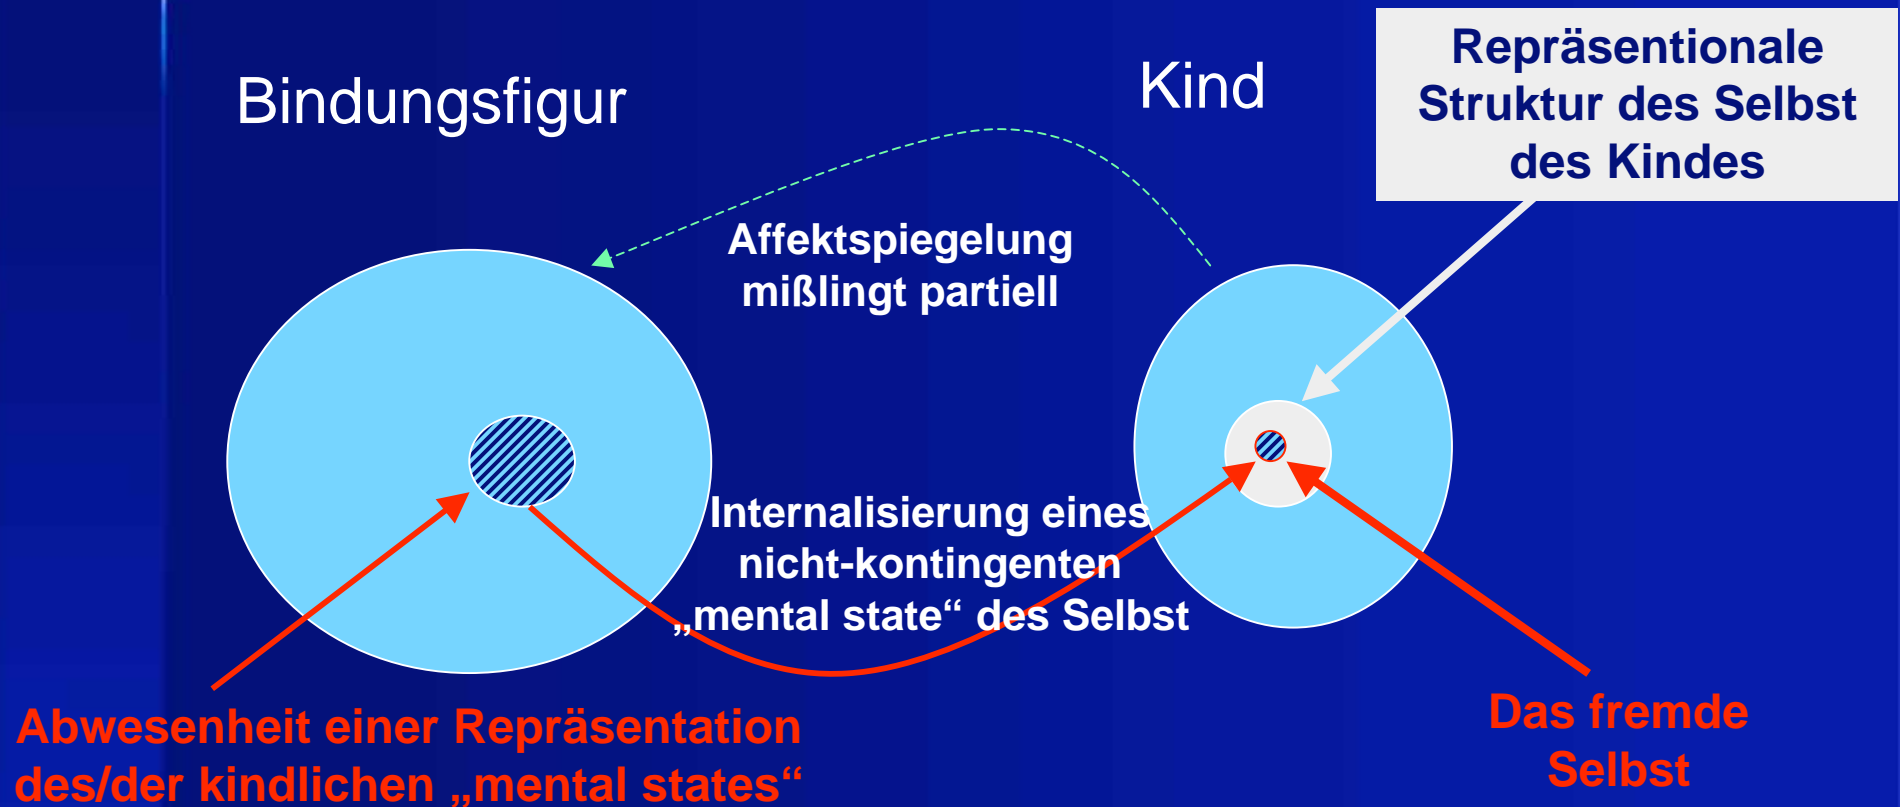 Bindungsfigur
Kind
Repräsentionale
Struktur des Selbst
des Kindes
Affektspiegelung
mißlingt partiell
Internalisierung eines
nicht-kontingenten
„mental state“ des Selbst
Abwesenheit einer Repräsentation
des/der kindlichen „mental states“
Das fremde
Selbst